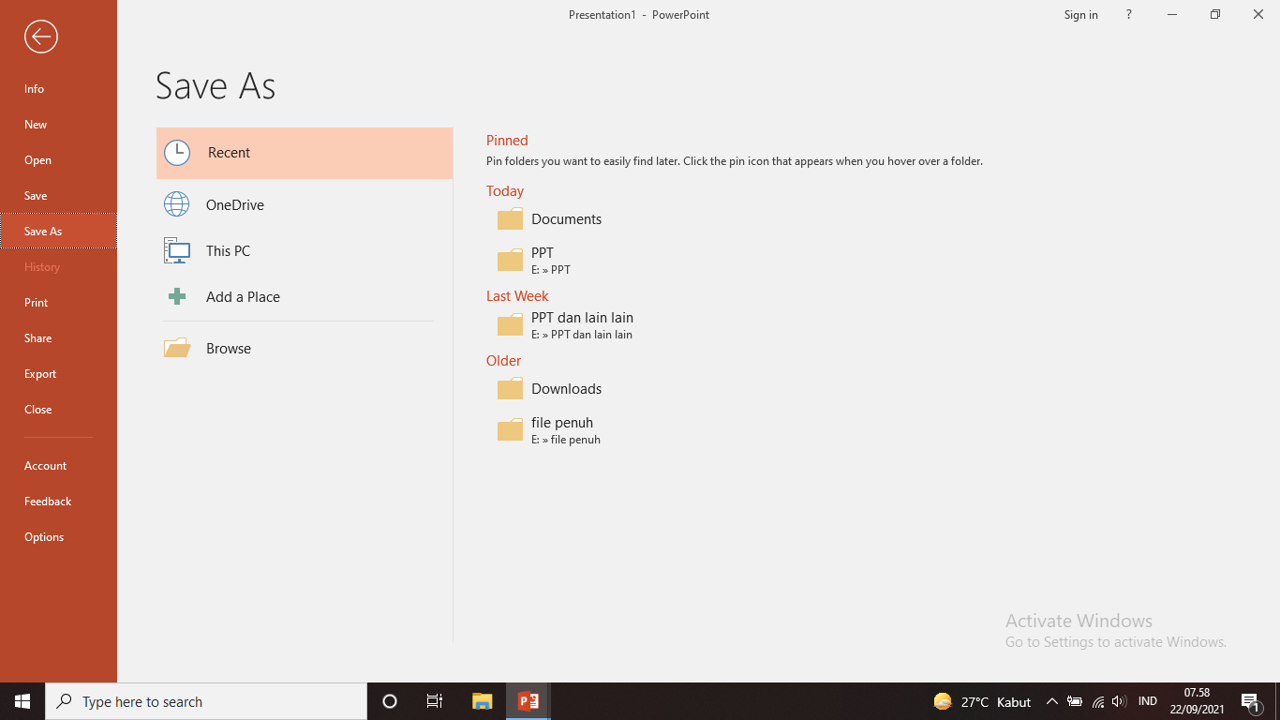 Presentation1 - PowerPoint
Sign in
?
Info
New
Open
Save
Save As
History
Print
Share
Export
Close
Account
Feedback
Options
Save As
Recent
OneDrive
This PC
Add a Place
Browse
Pinned
Pin folders you want to easily find later. Click the pin icon that appears when you hover over a folder.
Today
Documents
PPT
E: » PPT
Last Week
PPT dan lain lain
E: » PPT dan lain lain
Older
Downloads
file penuh
E: » file penuh
Activate Windows
Go to Settings to activate Windows.
Type here to search
27°C Kabut
IND
07.58
22/09/2021
1